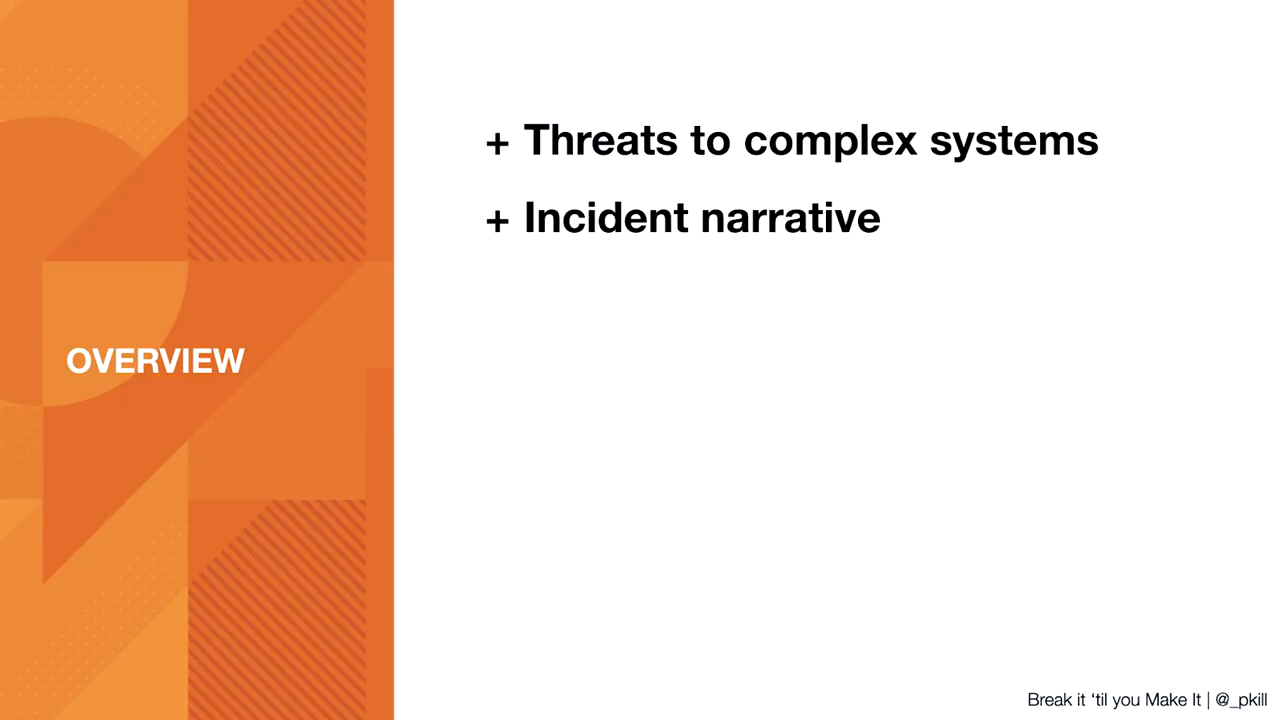 OVERVIEW
+ Threats to complex systems
+ Incident narrative
Break it ‘til you Make It | @_pkill